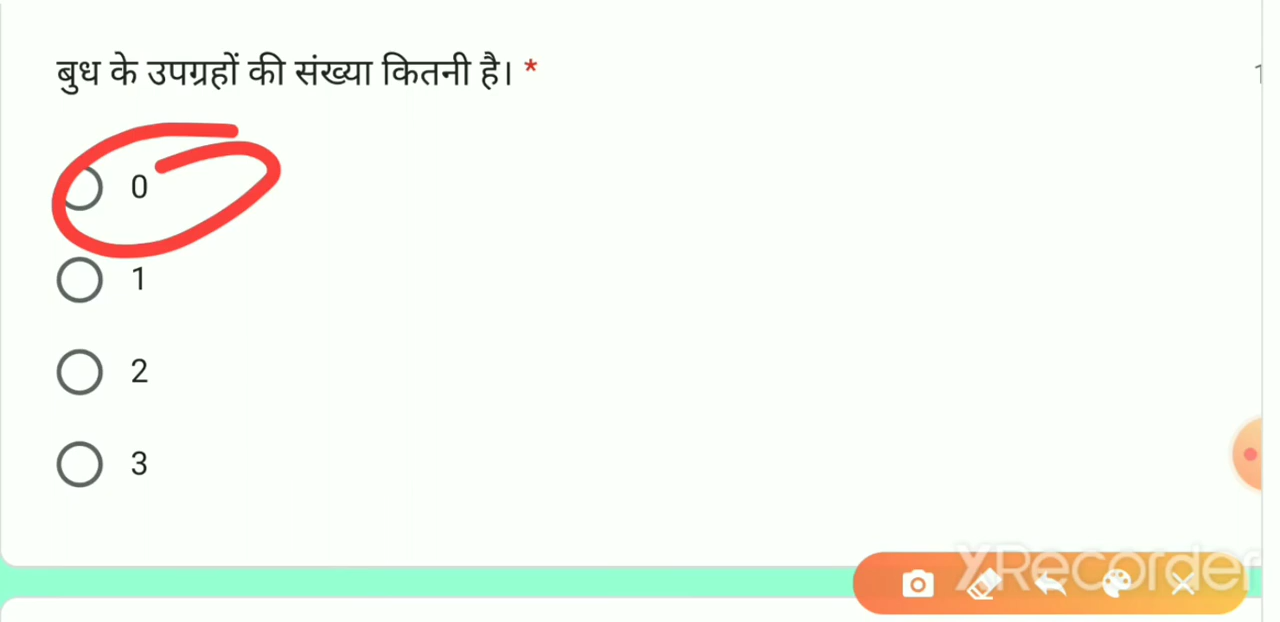 बुध के उपग्रहों की संख्या कितनी है। *
0
1
2
3
XRecorder